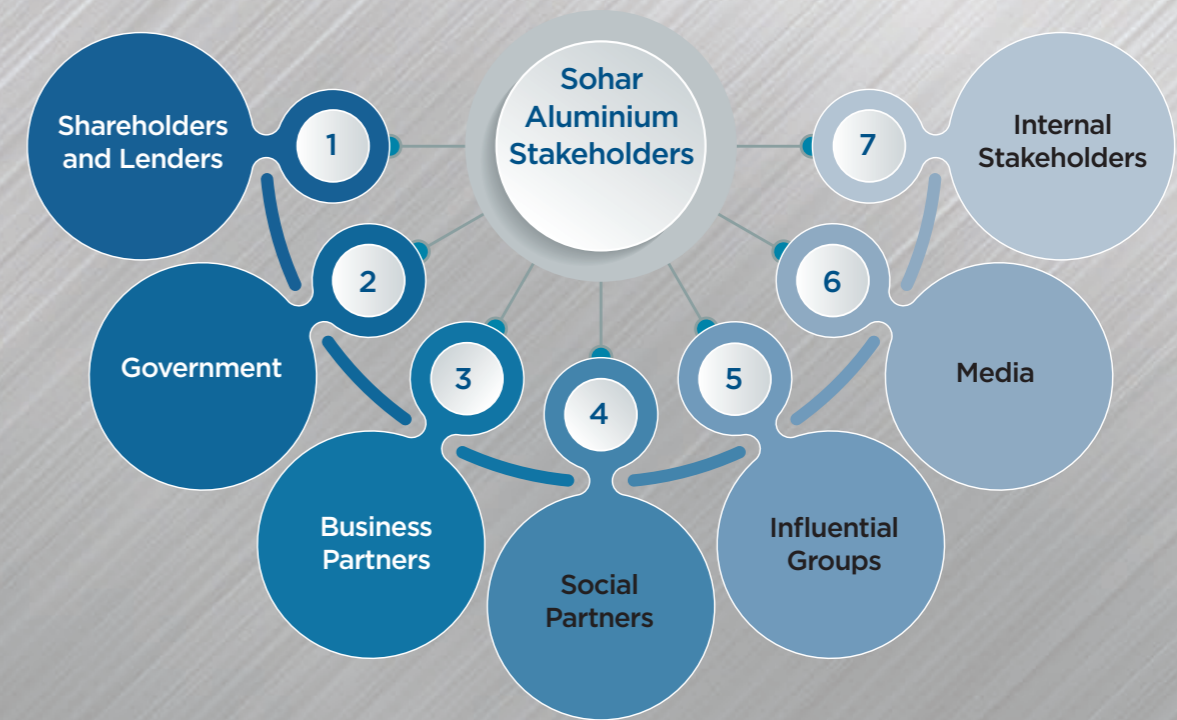 Sohar
Aluminium
Stakeholders
1
Shareholders
and Lenders
2
Government
3
Business
Partners
4
Social
Partners
5
Influential
Groups
6
Media
7
Internal
Stakeholders